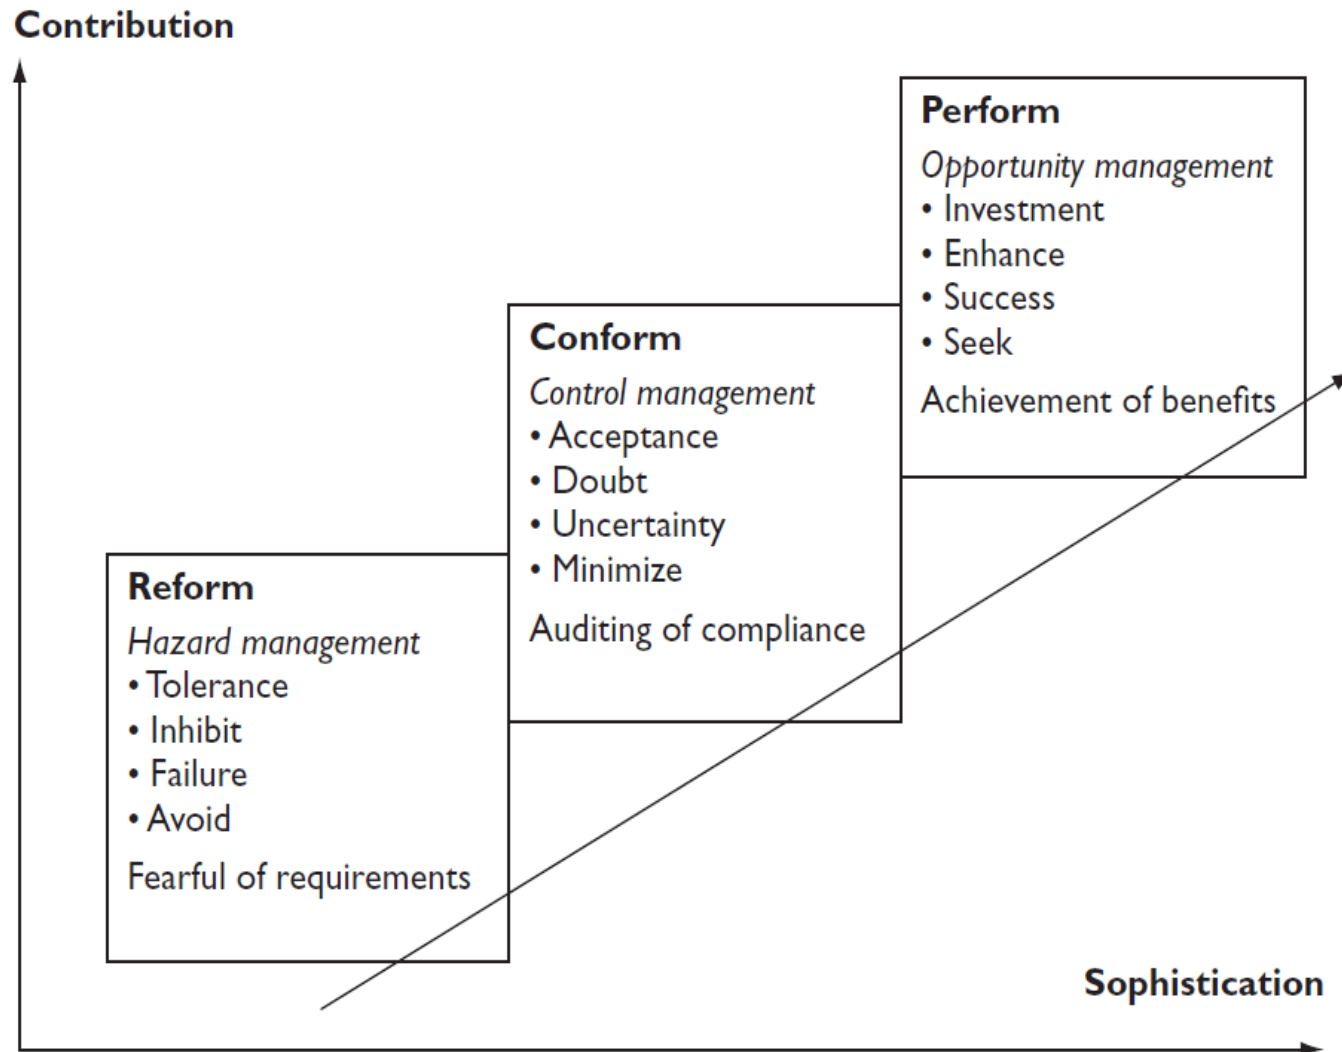 Contribution
Perform
Opportunity management
• Investment
• Enhance
• Success
• Seek
Achievement of benefits
Conform
Control management
• Acceptance
• Doubt
• Uncertainty
• Minimize
Auditing of compliance
Reform
Hazard management
• Tolerance
• Inhibit
• Failure
• Avoid
Fearful of requirements
Sophistication